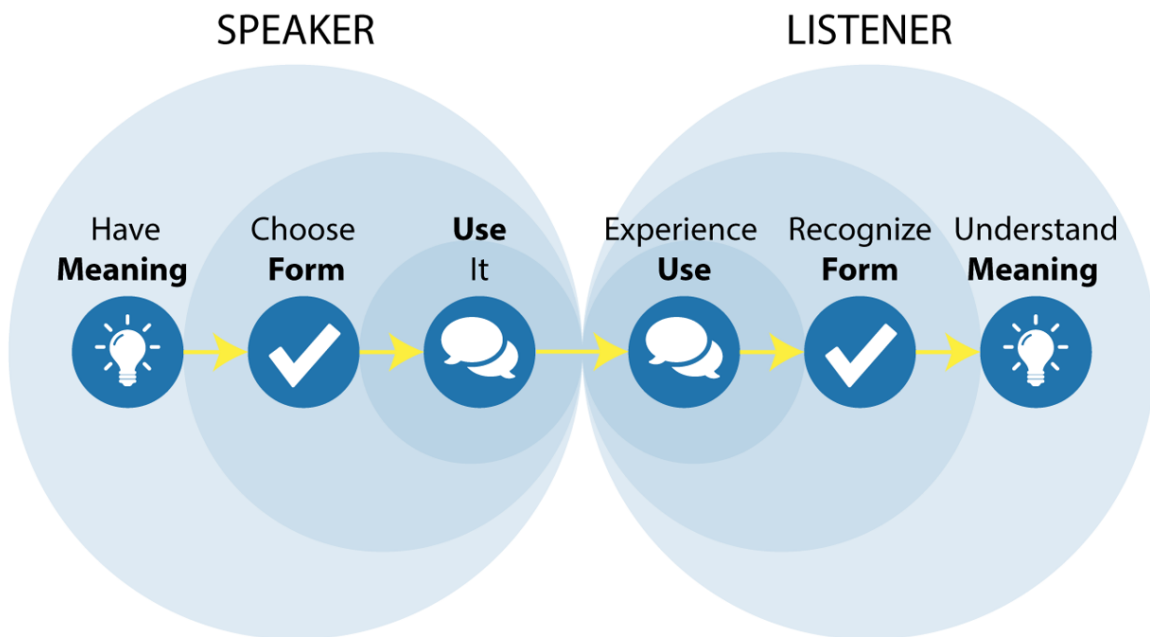 SPEAKER
LISTENER
Have
Meaning
Choose
Form
Use
It
Experience
Use
Recognize
Form
Understand
Meaning